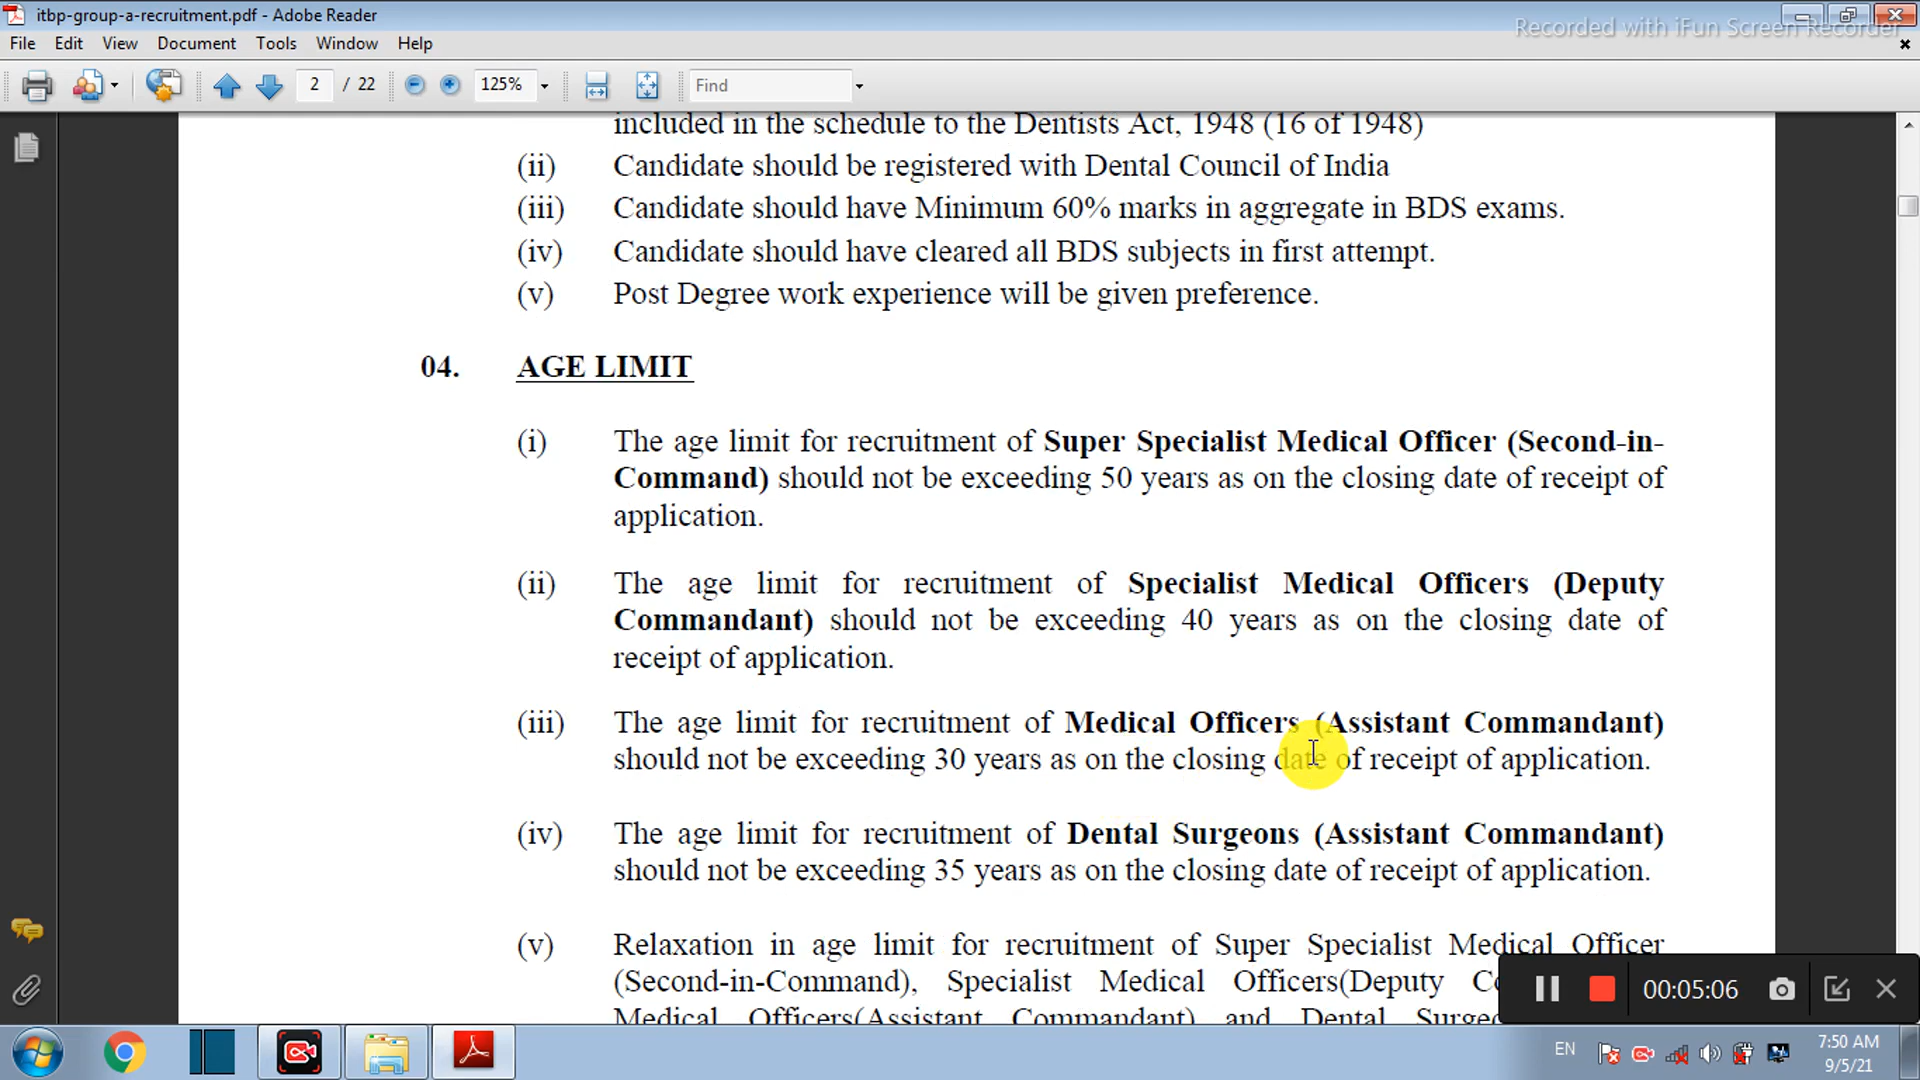 itbp-group-a-recruitment.pdf - Adobe Reader
Recorded with iFun Screen Recorder
File Edit View Document Tools Window Help
2 / 22 125% Find
included in the schedule to the Dentists Act, 1948 (16 of 1948)
(ii) Candidate should be registered with Dental Council of India
(iii) Candidate should have Minimum 60% marks in aggregate in BDS exams.
(iv) Candidate should have cleared all BDS subjects in first attempt.
(v) Post Degree work experience will be given preference.
04. AGE LIMIT
(i) The age limit for recruitment of Super Specialist Medical Officer (Second-in-
Command) should not be exceeding 50 years as on the closing date of receipt of
application.
(ii) The age limit for recruitment of Specialist Medical Officers (Deputy
Commandant) should not be exceeding 40 years as on the closing date of
receipt of application.
(iii) The age limit for recruitment of Medical Officers (Assistant Commandant)
should not be exceeding 30 years as on the closing date of receipt of application.
(iv) The age limit for recruitment of Dental Surgeons (Assistant Commandant)
should not be exceeding 35 years as on the closing date of receipt of application.
(v) Relaxation in age limit for recruitment of Super Specialist Medical Officer
(Second-in-Command), Specialist Medical Officers(Deputy
Medical Officers(Assistant Commandant) and Dental
00:05:06
EN
7:50 AM
9/5/21